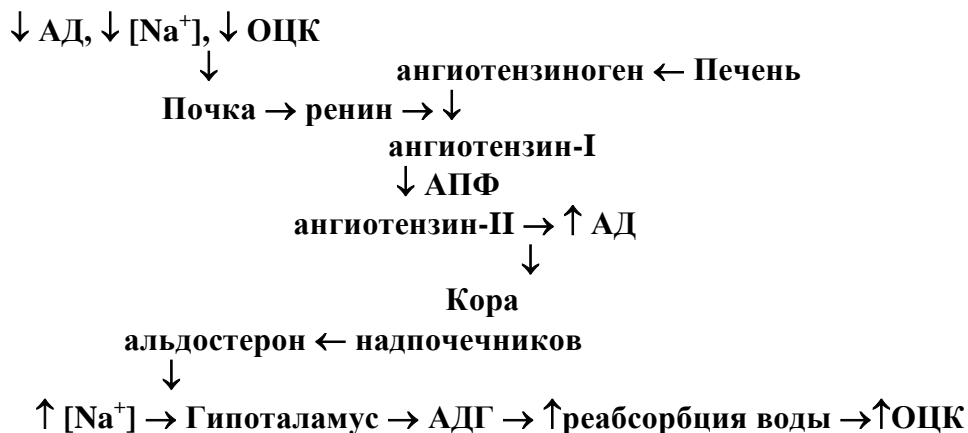 ↓ АД, ↓ [Na⁺], ↓ ОЦК
↓ ангиотензиноген ← Печень
Почка → ренин → ↓
ангиотензин-I
↓ АПФ
ангиотензин-II → ↑ АД
↓
Кора
альдостерон ← надпочечников
↓
↑ [Na⁺] → Гипоталамус → АДГ → ↑реабсорбция воды →↑ОЦК